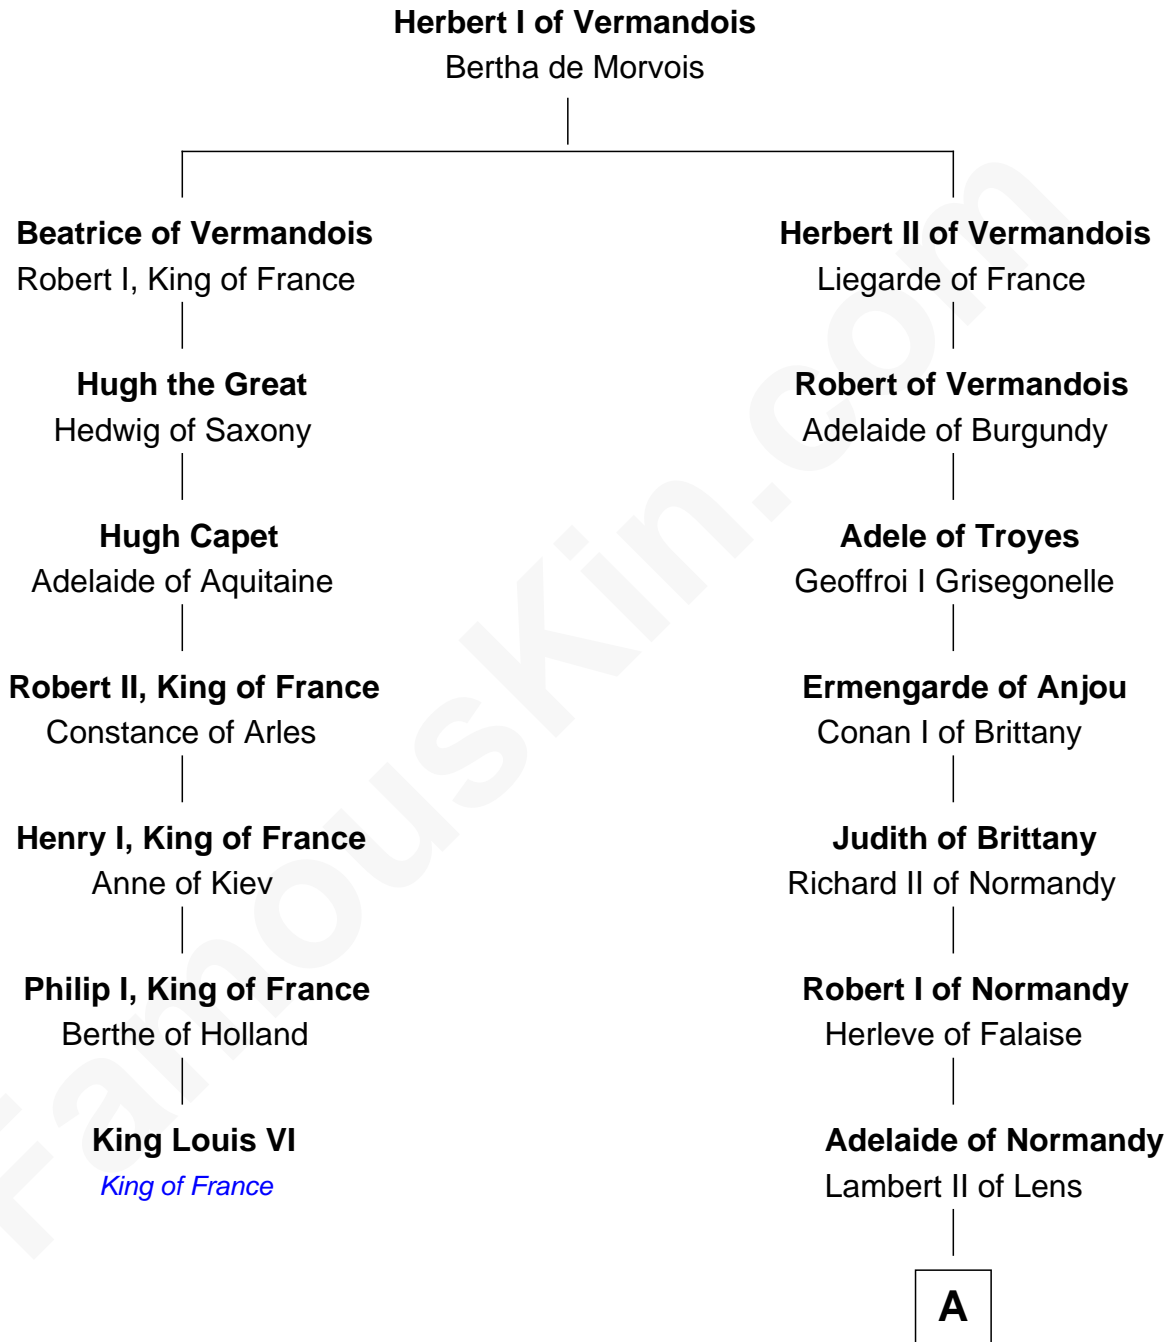 Herbert I of Vermandois
Bertha de Morvois
Beatrice of Vermandois
Robert I, King of France
Herbert II of Vermandois
Liegarde of France
Hugh the Great
Hedwig of Saxony
Robert of Vermandois
Adelaide of Burgundy
Hugh Capet
Adelaide of Aquitaine
Adele of Troyes
Geoffroi I Grisegonelle
Robert II, King of France
Constance of Arles
Ermengarde of Anjou
Conan I of Brittany
Henry I, King of France
Anne of Kiev
Judith of Brittany
Richard II of Normandy
Philip I, King of France
Berthe of Holland
Robert I of Normandy
Herleve of Falaise
King Louis VI
King of France
Adelaide of Normandy
Lambert II of Lens
A
FamousKin.com